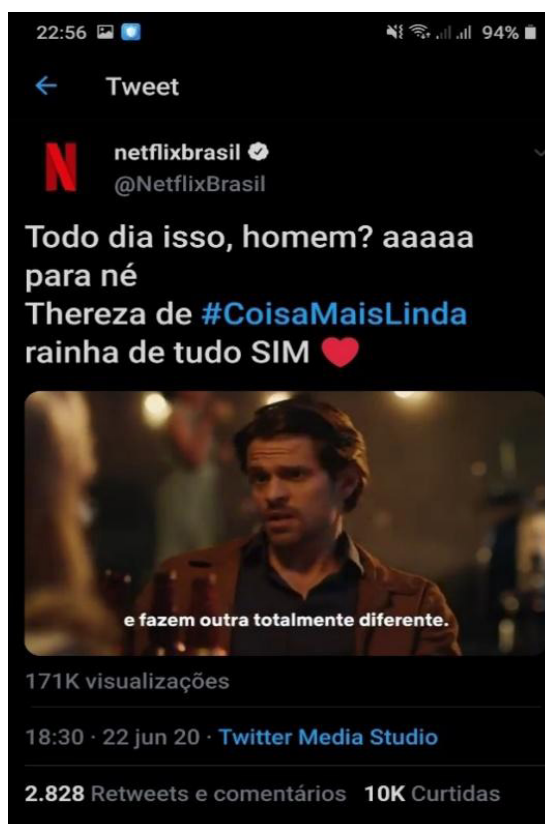 22:56 94%
Tweet
netflixbrasil
@NetflixBrasil
Todo dia isso, homem? aaaaa
para né
Thereza de #CoisaMaisLinda
rainha de tudo SIM ❤️
e fazem outra totalmente diferente.
171K visualizações
18:30 · 22 jun 20 · Twitter Media Studio
2.828 Retweets e comentários 10K Curtidas